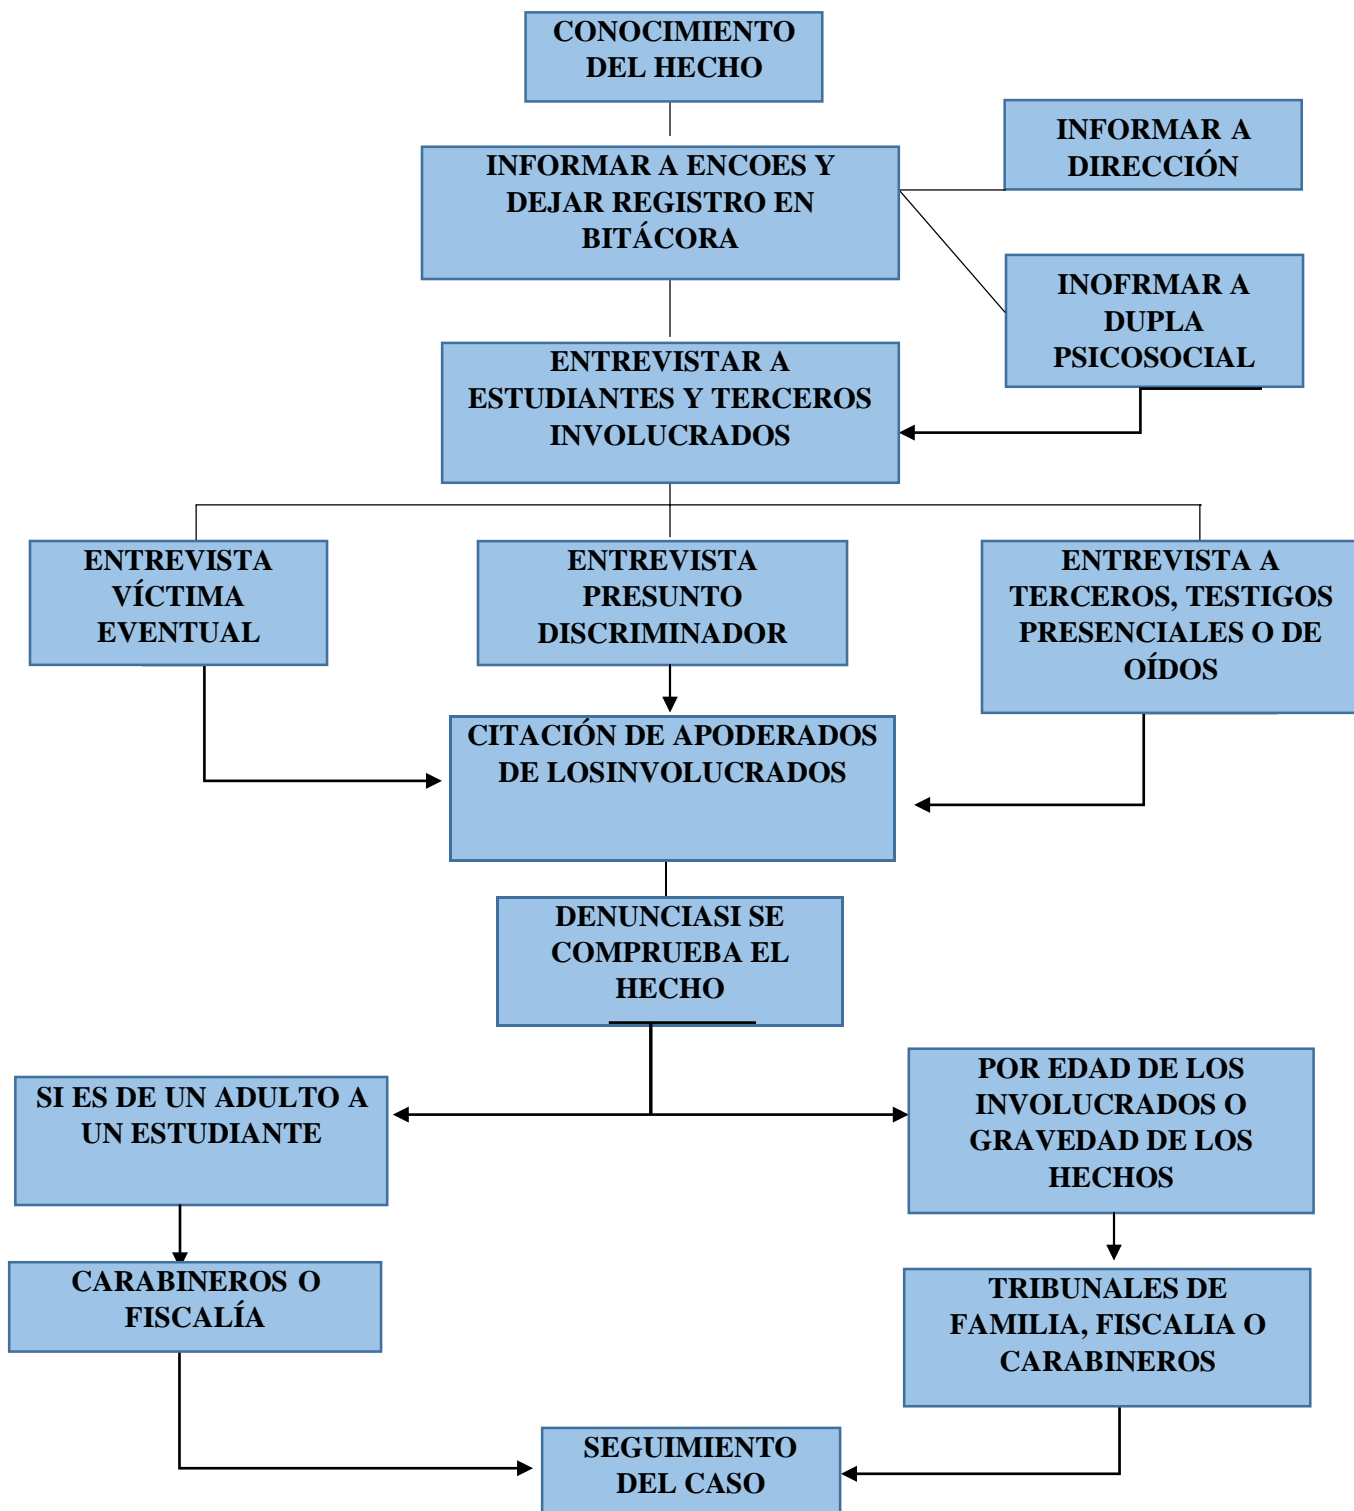 CONOCIMIENTO
DEL HECHO
INFORMAR A
DIRECCIÓN
INFORMAR A ENCOES Y
DEJAR REGISTRO EN
BITÁCORA
INOFRMAR A
DUPLA
PSICOSOCIAL
ENTREVISTAR A
ESTUDIANTES Y TERCEROS
INVOLUCRADOS
ENTREVISTA
VÍCTIMA
EVENTUAL
ENTREVISTA
PRESUNTO
DISCRIMINADOR
ENTREVISTA A
TERCEROS, TESTIGOS
PRESENCIALES O DE
OÍDOS
CITACIÓN DE APODERADOS
DE LOSINVOLUCRADOS
DENUNCIASI SE
COMPRUEBA EL
HECHO
SI ES DE UN ADULTO A
UN ESTUDIANTE
POR EDAD DE LOS
INVOLUCRADOS O
GRAVEDAD DE LOS
HECHOS
CARABINEROS O
FISCALÍA
TRIBUNALES DE
FAMILIA, FISCALIA O
CARABINEROS
SEGUIMIENTO
DEL CASO